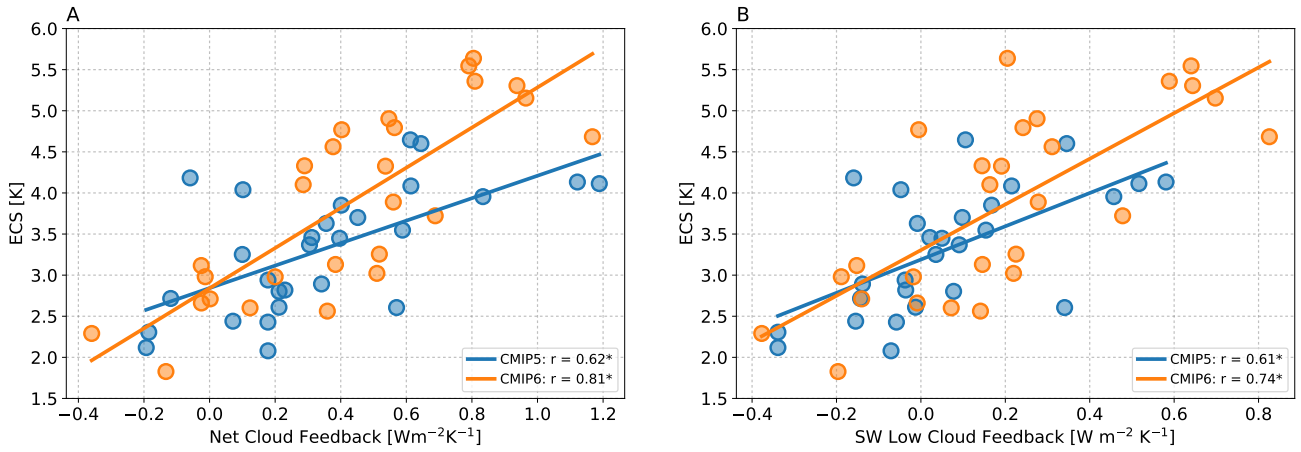 A
6.0
5.5
5.0
4.5
4.0
3.5
3.0
2.5
2.0
1.5
ECS [K]
−0.4 −0.2 0.0 0.2 0.4 0.6 0.8 1.0 1.2
Net Cloud Feedback [Wm⁻²K⁻¹]
CMIP5: r = 0.62*
CMIP6: r = 0.81*
B
6.0
5.5
5.0
4.5
4.0
3.5
3.0
2.5
2.0
1.5
ECS [K]
−0.4 −0.2 0.0 0.2 0.4 0.6 0.8
SW Low Cloud Feedback [W m⁻² K⁻¹]
CMIP5: r = 0.61*
CMIP6: r = 0.74*